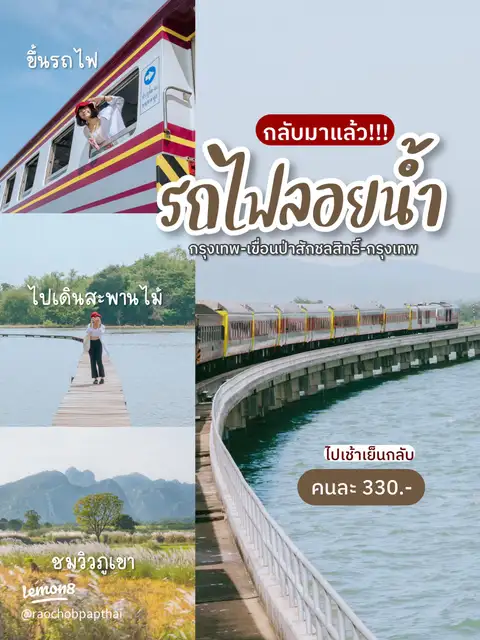 ขึ้นรถไฟ
กลับมาแล้ว!!!
รถไฟลอยน้ำ
กรุงเทพ-เขื่อนป่าสักชลสิทธิ์-กรุงเทพ
ไปเดินสะพานไม้
ไปเช้าเย็นกลับ
คนละ 330.-
ชมวิวภูเขา
lemon8
@raochobpapthai